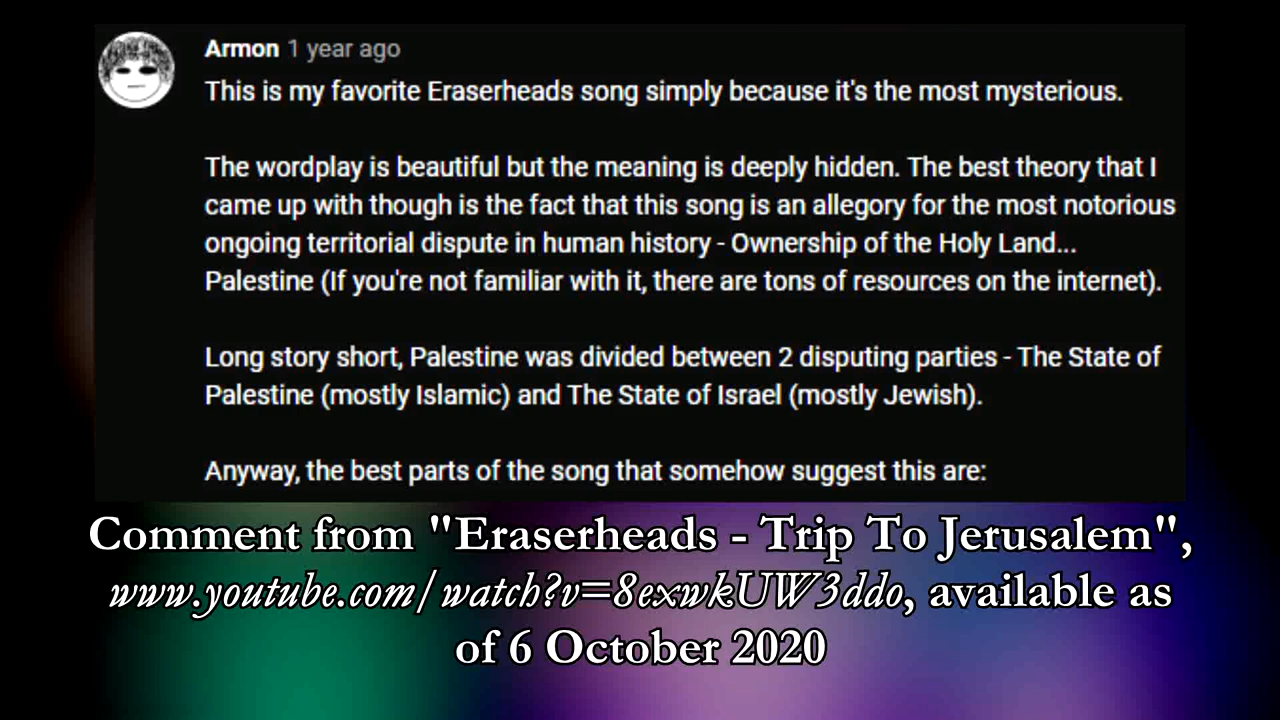 Armon 1 year ago
This is my favorite Eraserheads song simply because it's the most mysterious.
The wordplay is beautiful but the meaning is deeply hidden. The best theory that I
came up with though is the fact that this song is an allegory for the most notorious
ongoing territorial dispute in human history - Ownership of the Holy Land...
Palestine (If you're not familiar with it, there are tons of resources on the internet).
Long story short, Palestine was divided between 2 disputing parties - The State of
Palestine (mostly Islamic) and The State of Israel (mostly Jewish).
Anyway, the best parts of the song that somehow suggest this are:
Comment from "Eraserheads - Trip To Jerusalem",
www.youtube.com/watch?v=8exwkUW3ddo, available as
of 6 October 2020